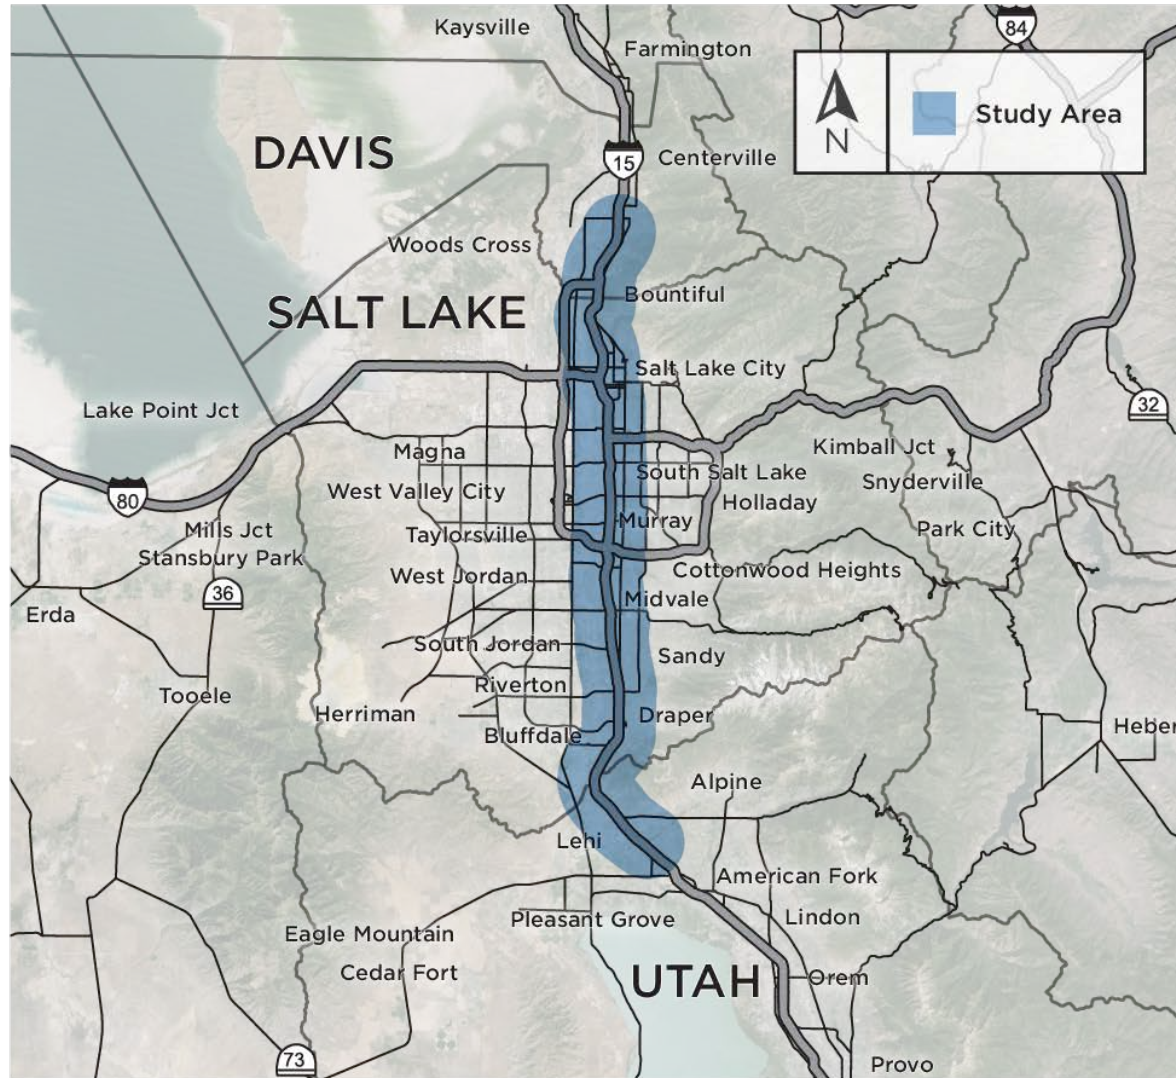 Kaysville
84
Farmington
N
Study Area
DAVIS
15
Centerville
Woods Cross
SALT LAKE
Bountiful
Salt Lake City
Lake Point Jct
32
Magna
Kimball Jct
South Salt Lake
Snyderville
80
West Valley City
Holladay
Mills Jct
Taylorsville
Murray
Park City
Stansbury Park
West Jordan
Cottonwood Heights
36
Erda
Midvale
South Jordan
Sandy
Tooele
Riverton
Herriman
Draper
Bluffdale
Heber
Alpine
Lehi
American Fork
Pleasant Grove
Lindon
Eagle Mountain
Cedar Fort
UTAH
Orem
73
Provo